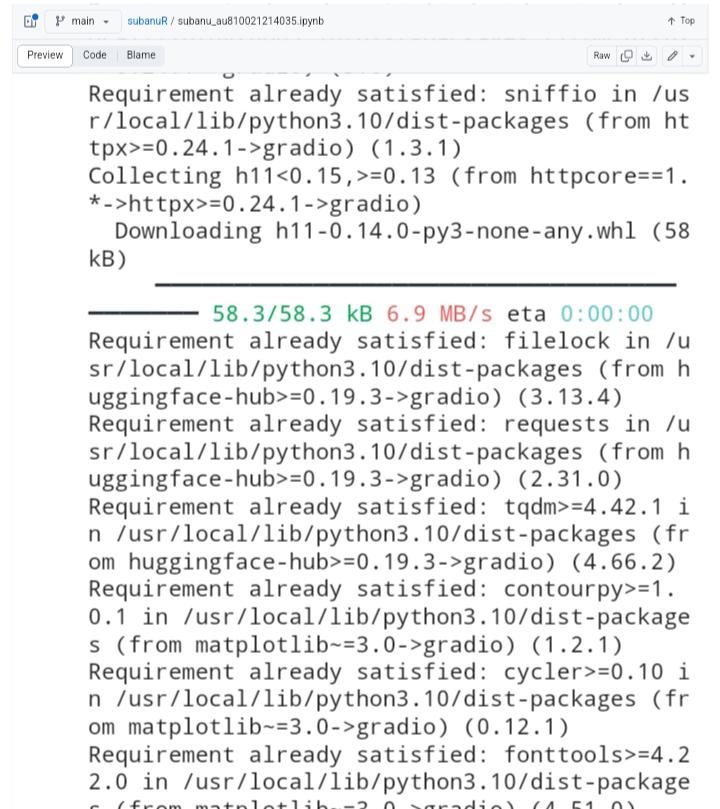 main
subanuR / subanu_au810021214035.ipynb
Top
Preview Code Blame
Raw
Requirement already satisfied: sniffio in /us
r/local/lib/python3.10/dist-packages (from ht
tpx>=0.24.1->gradio) (1.3.1)
Collecting h11<0.15,>=0.13 (from httpcore==1.
*->httpx>=0.24.1->gradio)
  Downloading h11-0.14.0-py3-none-any.whl (58
kB)
58.3/58.3 kB 6.9 MB/s eta 0:00:00
Requirement already satisfied: filelock in /u
sr/local/lib/python3.10/dist-packages (from h
uggingface-hub>=0.19.3->gradio) (3.13.4)
Requirement already satisfied: requests in /u
sr/local/lib/python3.10/dist-packages (from h
uggingface-hub>=0.19.3->gradio) (2.31.0)
Requirement already satisfied: tqdm>=4.42.1 i
n /usr/local/lib/python3.10/dist-packages (fr
om huggingface-hub>=0.19.3->gradio) (4.66.2)
Requirement already satisfied: contourpy>=1.
0.1 in /usr/local/lib/python3.10/dist-package
s (from matplotlib~=3.0->gradio) (1.2.1)
Requirement already satisfied: cycler>=0.10 i
n /usr/local/lib/python3.10/dist-packages (fr
om matplotlib~=3.0->gradio) (0.12.1)
Requirement already satisfied: fonttools>=4.2
2.0 in /usr/local/lib/python3.10/dist-package
s (from matplotlib~=3.0->gradio) (4.51.0)